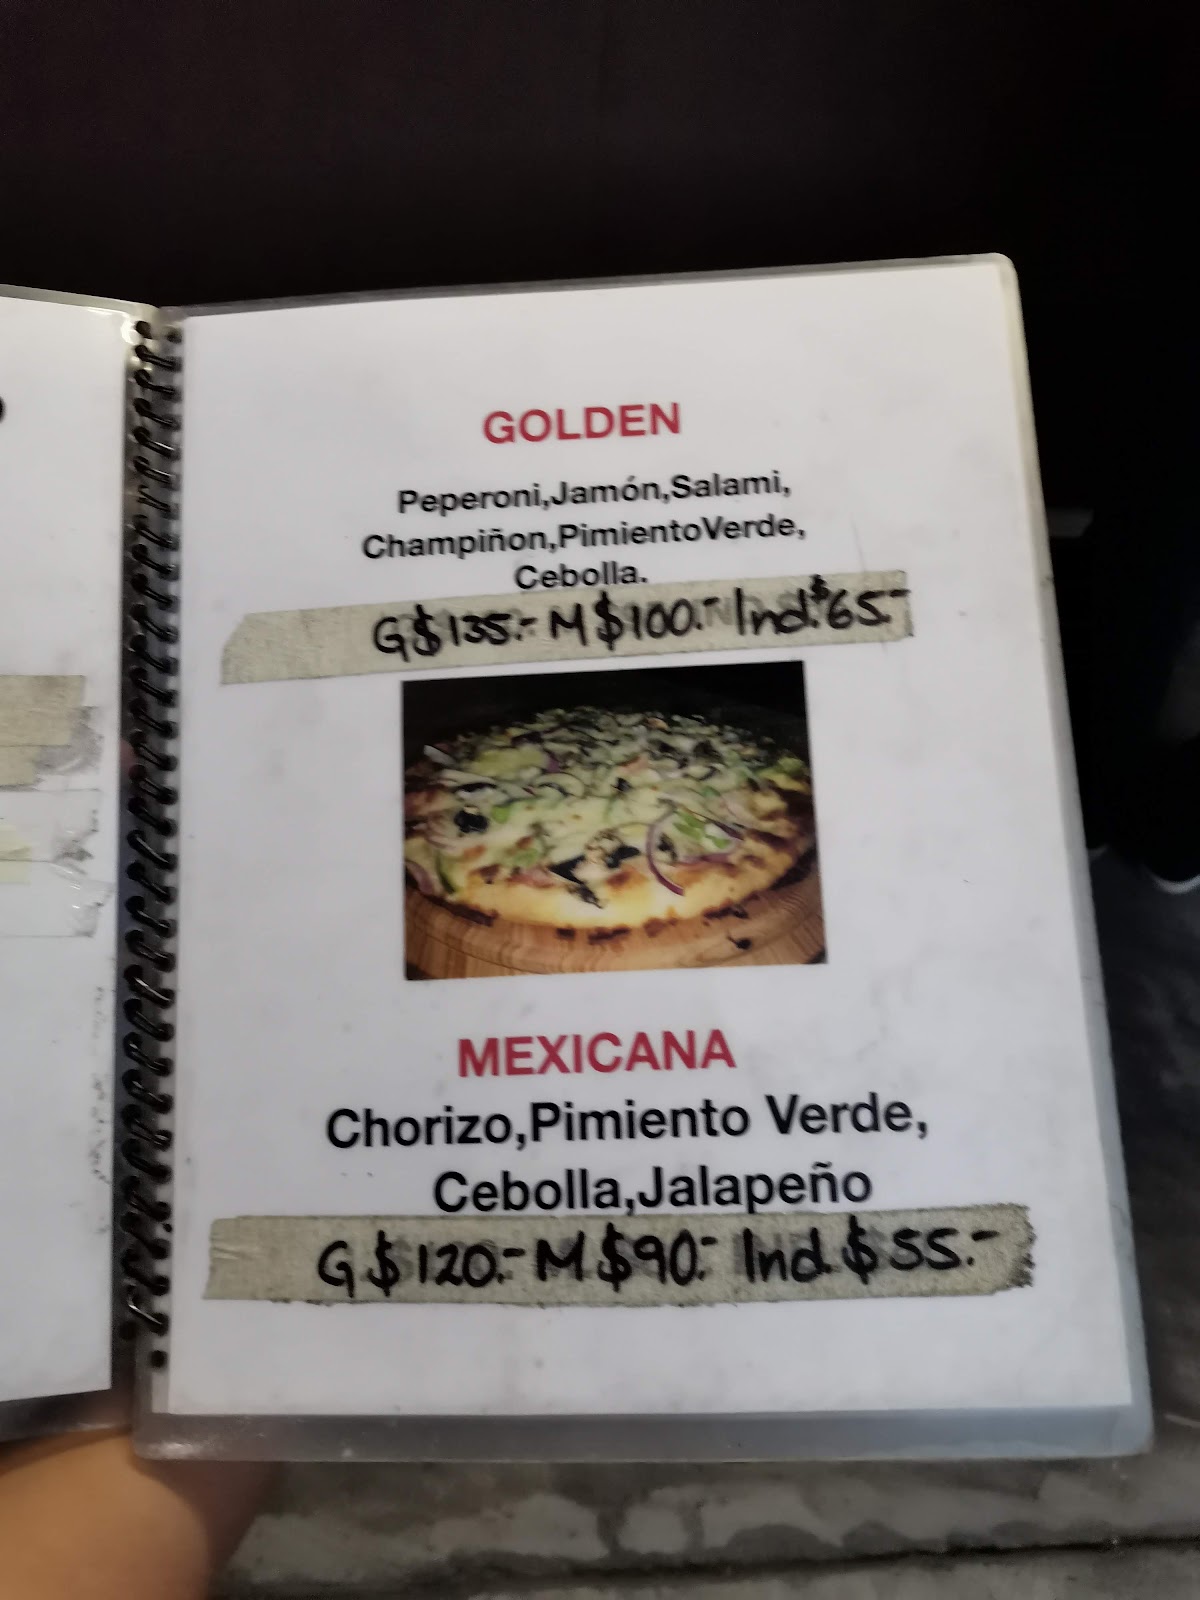 GOLDEN
Peperoni,Jamón,Salami,
Champiñon,PimientoVerde,
Cebolla.
G$135.- M $100.- Ind.$65.-
MEXICANA
Chorizo,Pimiento Verde,
Cebolla,Jalapeño
G $120.- M $90.- Ind. $55.-